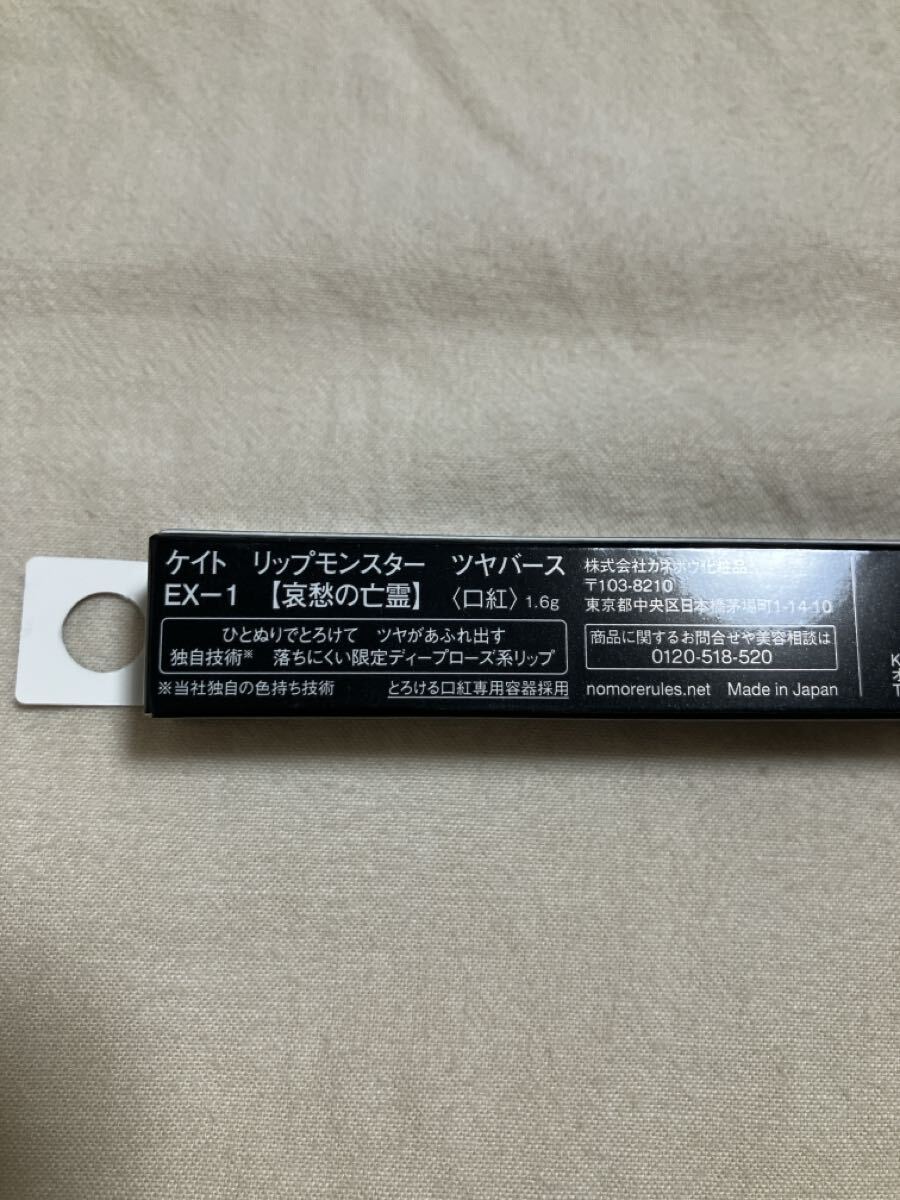 ケイト リップモンスター ツヤバース
EX-1 【哀愁の亡霊】 〈口紅〉 1.6g
ひとぬりでとろけて ツヤがあふれ出す
独自技術※ 落ちにくい限定ディープローズ系リップ
※当社独自の色持ち技術 とろける口紅専用容器採用
株式会社カネボウ化粧品
〒103-8210
東京都中央区日本橋茅場町1-14-10
商品に関するお問合せや美容相談は
0120-518-520
nomorerules.net Made in Japan